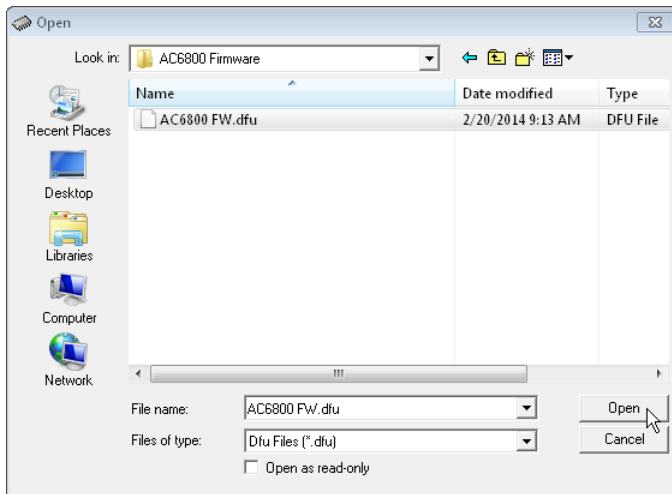 Open
Look in: AC6800 Firmware
Name Date modified Type
AC6800 FW.dfu 2/20/2014 9:13 AM DFU File
Recent Places
Desktop
Libraries
Computer
Network
File name: AC6800 FW.dfu Open
Files of type: Dfu Files (*.dfu) Cancel
Open as read-only